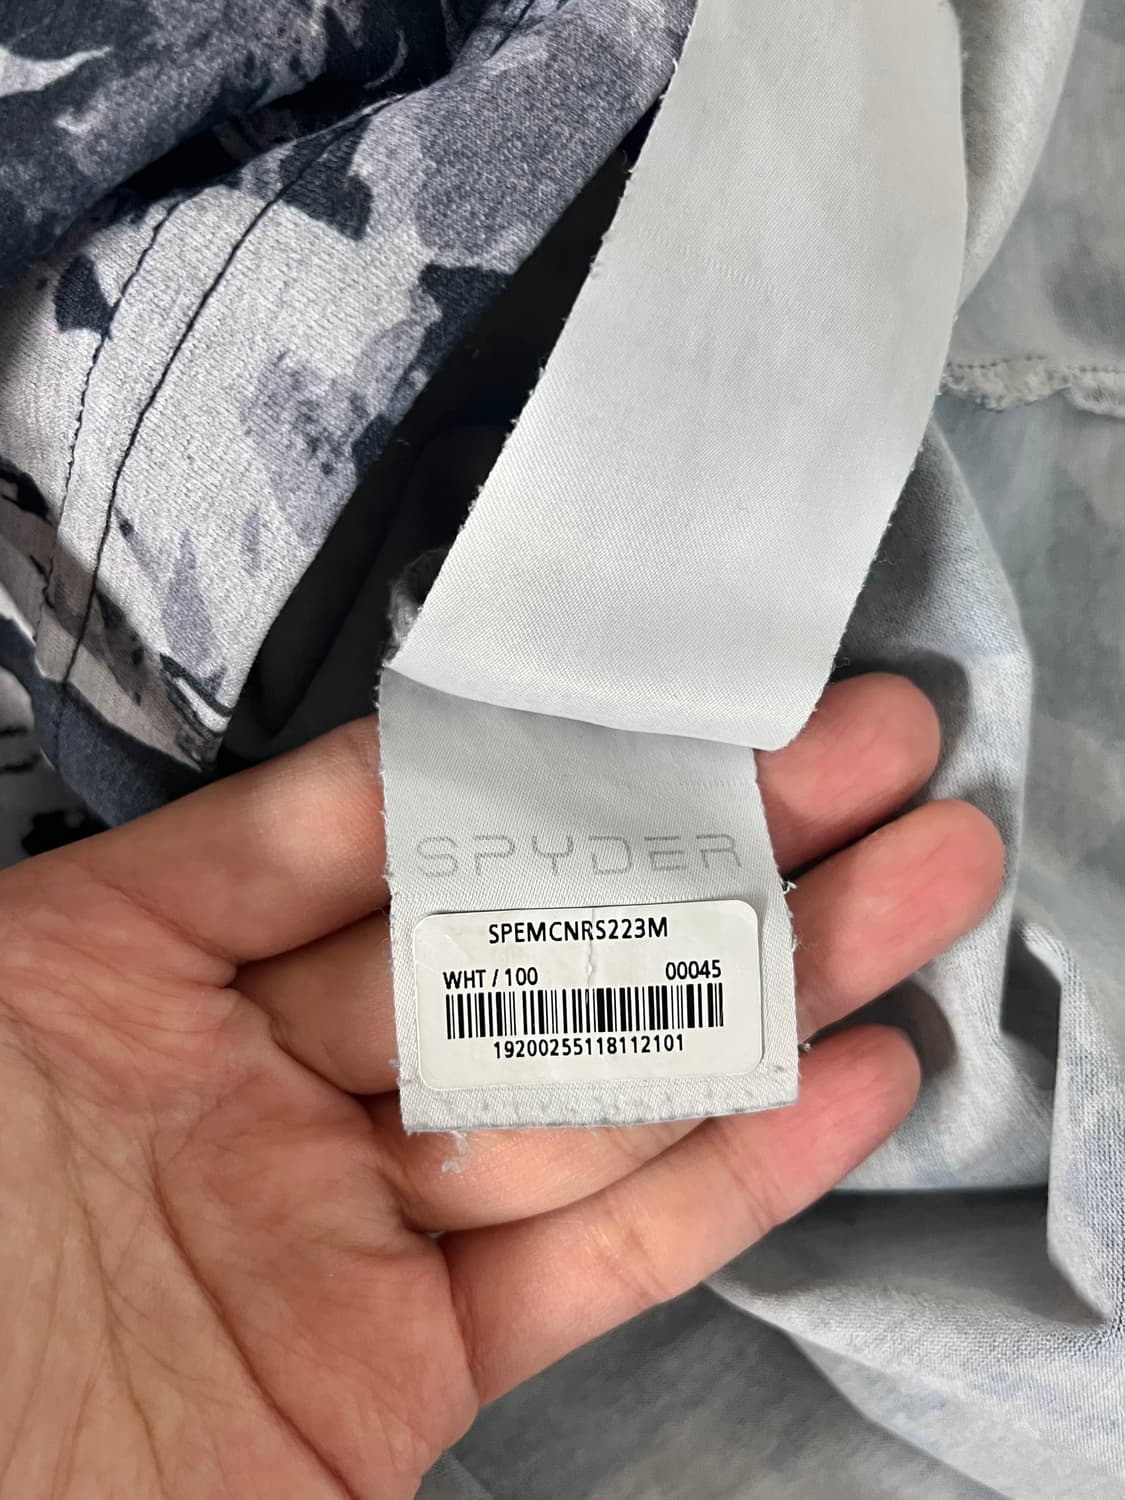 SPYDER
SPEMCNRS223M
WHT / 100 00045
19200255118112101